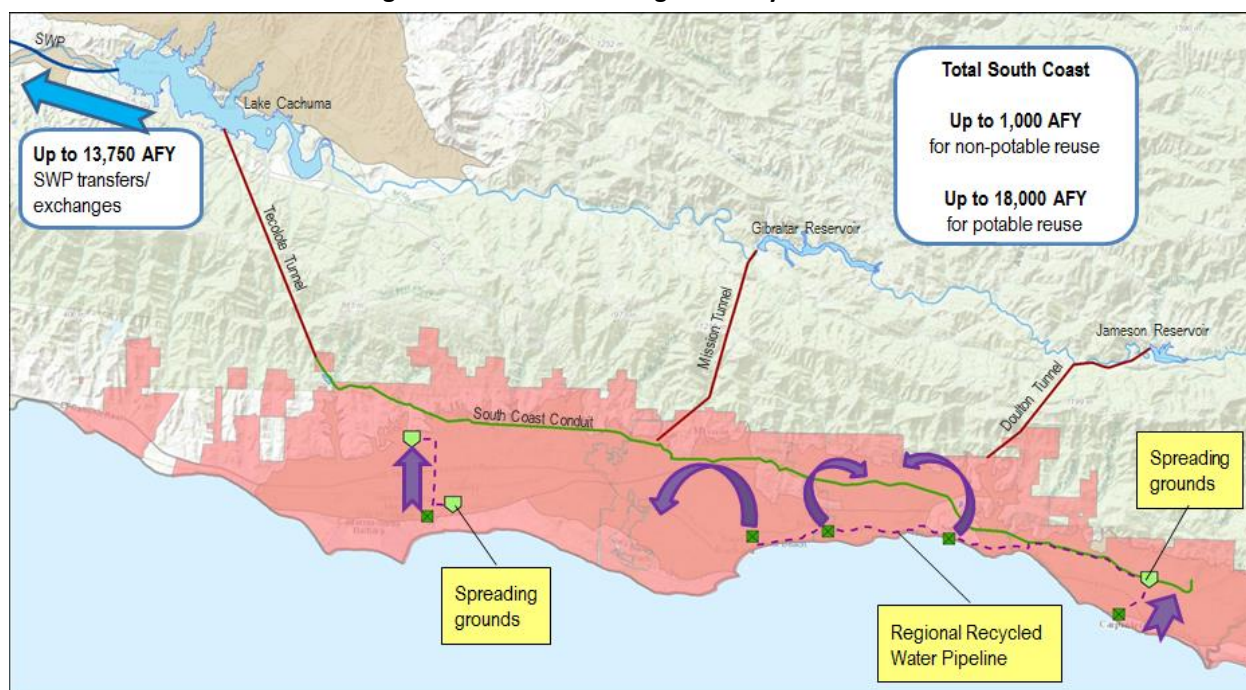 SWP
Lake Cachuma
Up to 13,750 AFY
SWP transfers/
exchanges
Total South Coast
Up to 1,000 AFY
for non-potable reuse
Up to 18,000 AFY
for potable reuse
Tecolote Tunnel
Gibraltar Reservoir
Mission Tunnel
Jameson Reservoir
Doulton Tunnel
South Coast Conduit
Spreading
grounds
Spreading
grounds
Regional Recycled
Water Pipeline